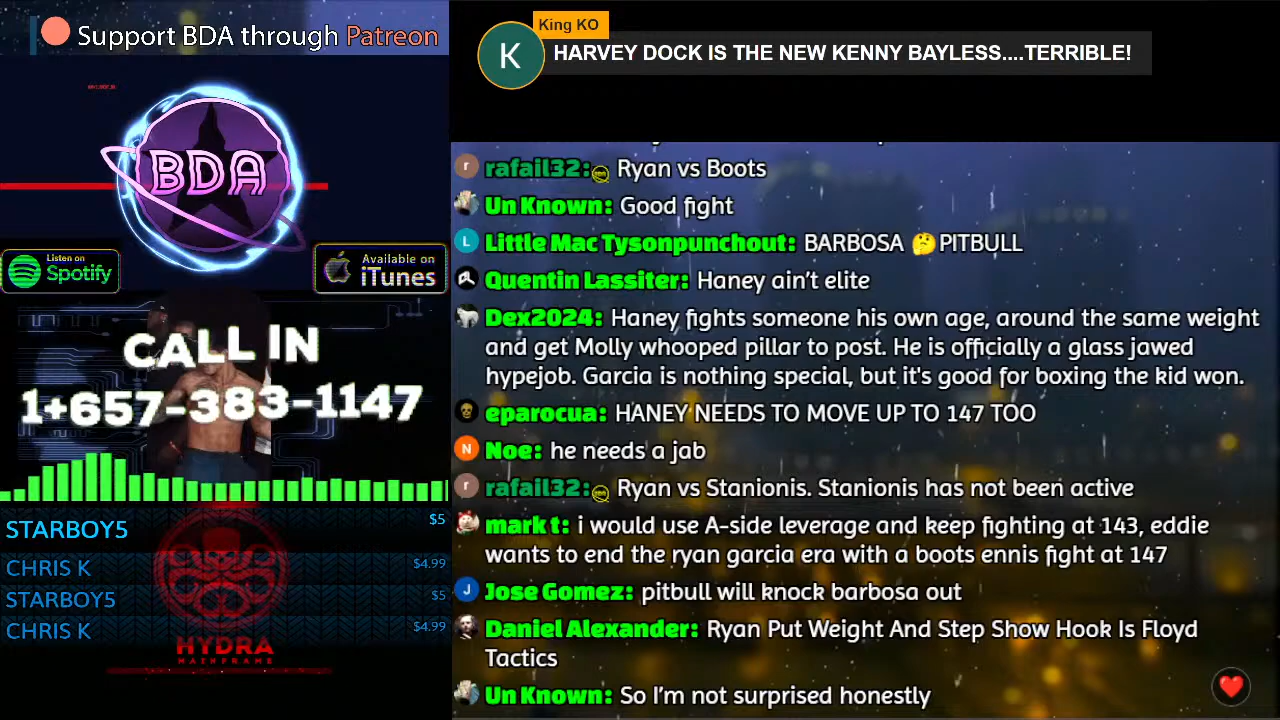 Support BDA through Patreon
BDA
Listen on
Spotify
Available on
iTunes
CALL IN
1+657-383-1147
STARBOY5 $5
CHRIS K $4.99
STARBOY5 $5
CHRIS K $4.99
HYDRA
MAINFRAME
King KO
K
HARVEY DOCK IS THE NEW KENNY BAYLESS....TERRIBLE!
r rafail32: Ryan vs Boots
Un Known: Good fight
L Little Mac Tysonpunchout: BARBOSA 🤔 PITBULL
Quentin Lassiter: Haney ain’t elite
Dex2024: Haney fights someone his own age, around the same weight
and get Molly whooped pillar to post. He is officially a glass jawed
hypejob. Garcia is nothing special, but it's good for boxing the kid won.
eparocua: HANEY NEEDS TO MOVE UP TO 147 TOO
N Noe: he needs a jab
r rafail32: Ryan vs Stanionis. Stanionis has not been active
mark t: i would use A-side leverage and keep fighting at 143, eddie
wants to end the ryan garcia era with a boots ennis fight at 147
J Jose Gomez: pitbull will knock barbosa out
Daniel Alexander: Ryan Put Weight And Step Show Hook Is Floyd
Tactics
Un Known: So I’m not surprised honestly